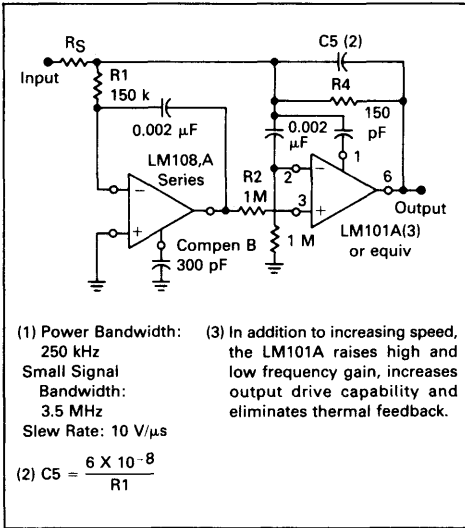 RS
Input
R1
150 k
0.002 µF
LM108,A
Series
−
+
Compen B
300 pF
R2
1M
1 M
C5 (2)
R4
0.002
µF
150
pF
1
2
−
3
+
6
Output
LM101A(3)
or equiv
(1) Power Bandwidth:
250 kHz
Small Signal
Bandwidth:
3.5 MHz
Slew Rate: 10 V/µs
(2) C5 = 6 X 10⁻⁸
R1
(3) In addition to increasing speed,
the LM101A raises high and
low frequency gain, increases
output drive capability and
eliminates thermal feedback.